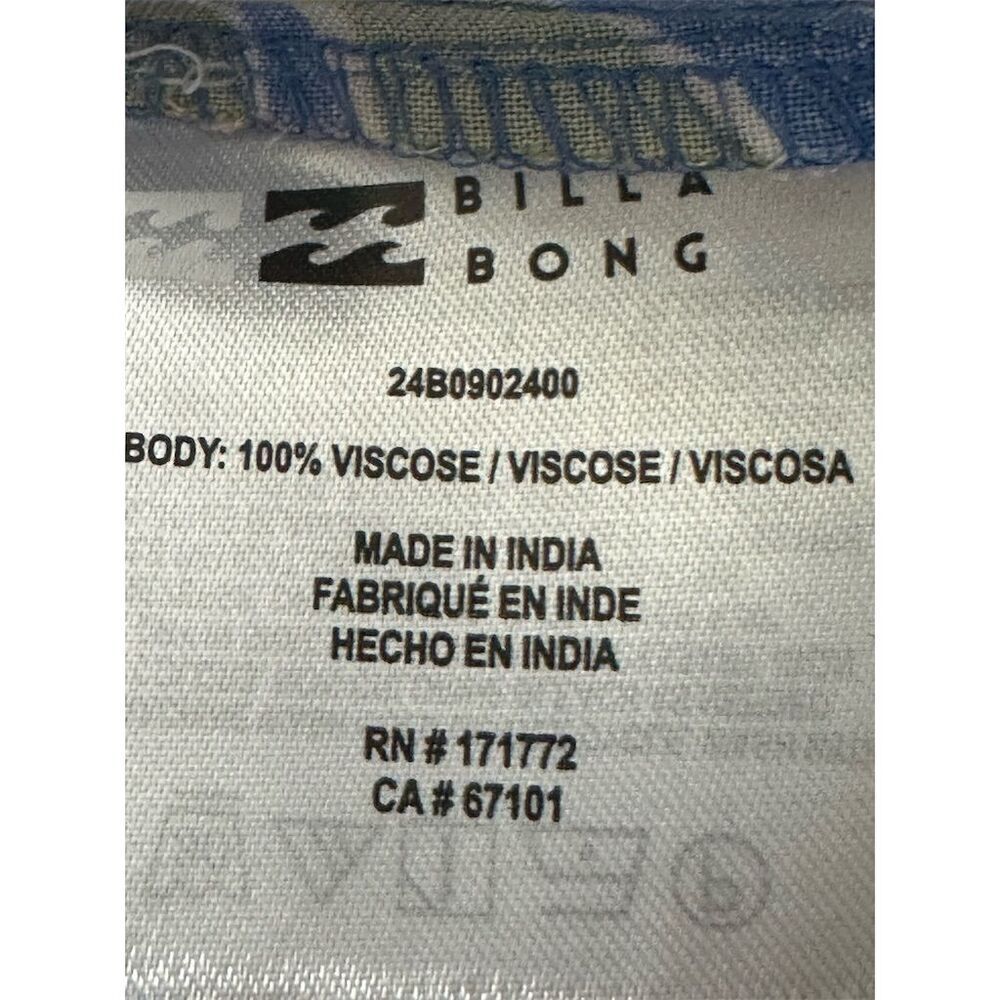 BILLA
BONG
24B0902400
BODY: 100% VISCOSE / VISCOSE / VISCOSA
MADE IN INDIA
FABRIQUÉ EN INDE
HECHO EN INDIA
RN # 171772
CA # 67101